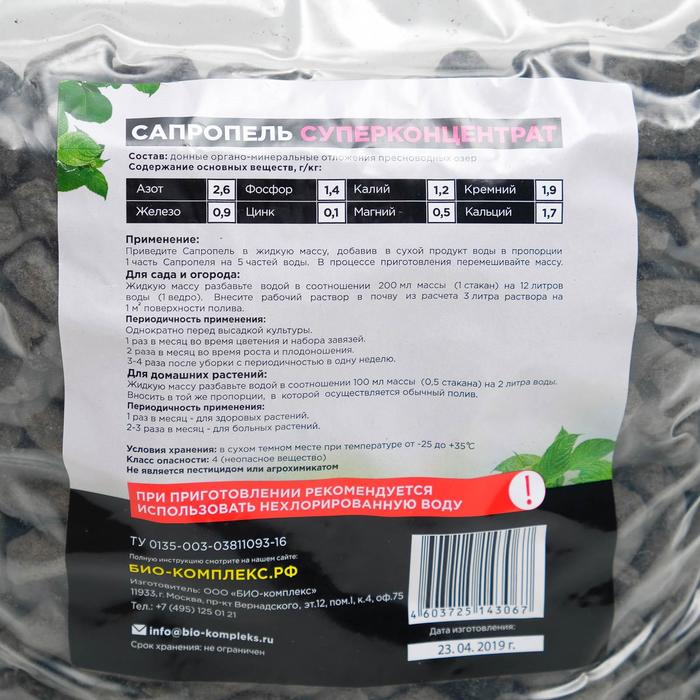 САПРОПЕЛЬ СУПЕРКОНЦЕНТРАТ
Состав: донные органо-минеральные отложения пресноводных озер
Содержание основных веществ, г/кг:
Азот 2,6 Фосфор 1,4 Калий 1,2 Кремний 1,9
Железо 0,9 Цинк 0,1 Магний 0,5 Кальций 1,7
Применение:
Приведите Сапропель в жидкую массу, добавив в сухой продукт воды в пропорции
1 часть Сапропеля на 5 частей воды. В процессе приготовления перемешивайте массу.
Для сада и огорода:
Жидкую массу разбавьте водой в соотношении 200 мл массы (1 стакан) на 12 литров
воды (1 ведро). Внесите рабочий раствор в почву из расчета 3 литра раствора на
1 м² поверхности полива.
Периодичность применения:
Однократно перед высадкой культуры.
1 раз в месяц во время цветения и набора завязей.
2 раза в месяц во время роста и плодоношения.
3-4 раза после уборки с периодичностью в одну неделю.
Для домашних растений:
Жидкую массу разбавьте водой в соотношении 100 мл массы (0,5 стакана) на 2 литра воды.
Вносить в той же пропорции, в которой осуществляется обычный полив.
Периодичность применения:
1 раз в месяц - для здоровых растений.
2-3 раза в месяц - для больных растений.
Условия хранения: в сухом темном месте при температуре от -25 до +35°С
Класс опасности: 4 (неопасное вещество)
Не является пестицидом или агрохимикатом
ПРИ ПРИГОТОВЛЕНИИ РЕКОМЕНДУЕТСЯ
ИСПОЛЬЗОВАТЬ НЕХЛОРИРОВАННУЮ ВОДУ
!
ТУ 0135-003-03811093-16
Полную инструкцию смотрите на нашем сайте:
БИО-КОМПЛЕКС.РФ
Изготовитель: ООО «БИО-комплекс»
11933, г. Москва, пр-кт Вернадского, эт.12, пом.I, к.4, оф.75
Тел.: +7 (495) 125 01 21
info@bio-kompleks.ru
Срок хранения: не ограничен
4 603725 143067
Дата изготовления:
23. 04. 2019 г.